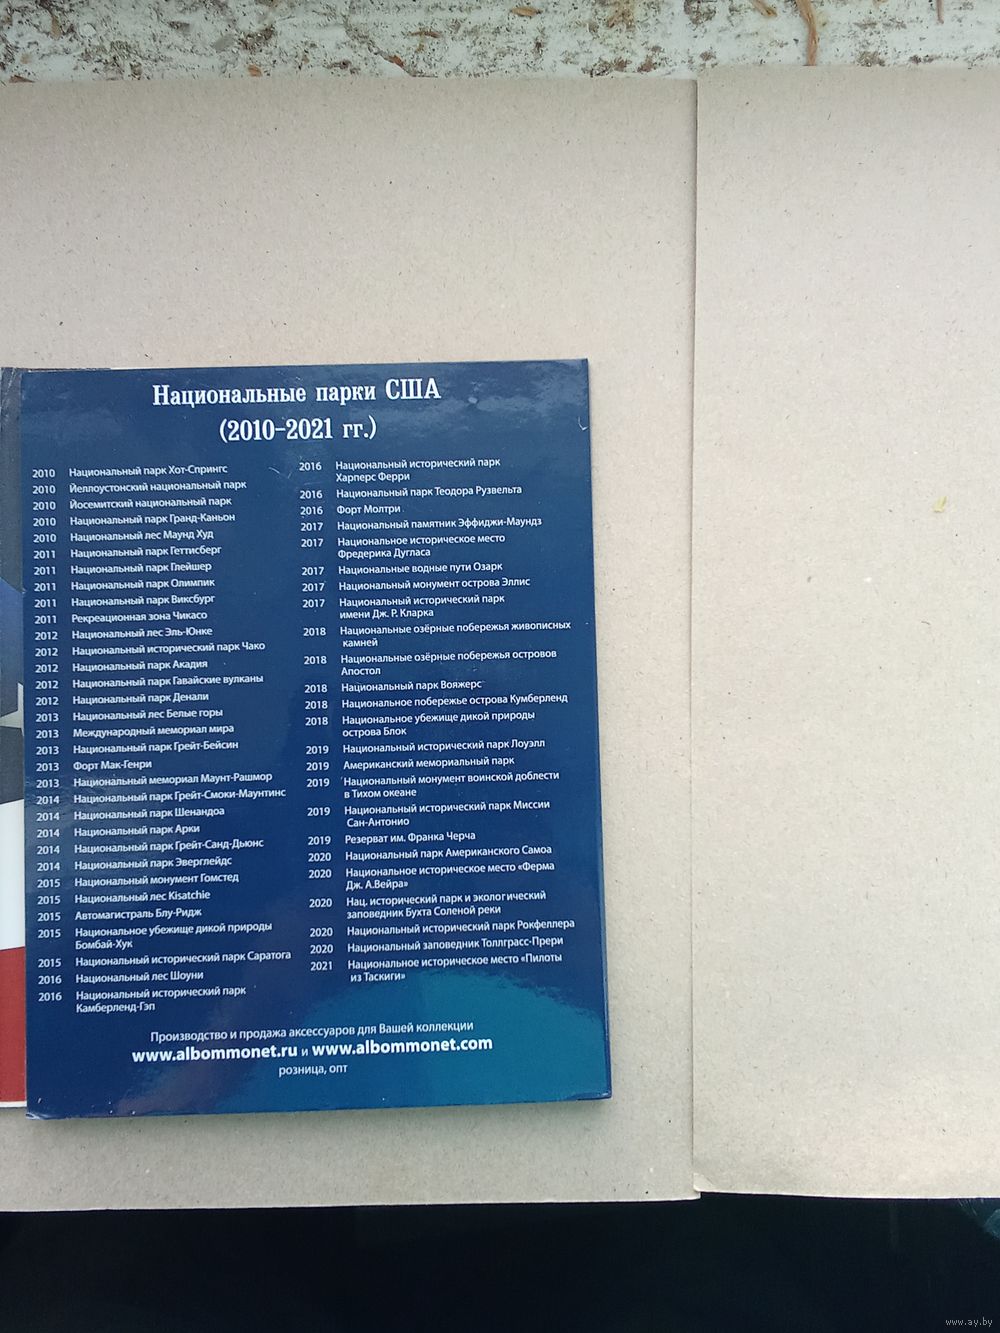 Национальные парки США
(2010–2021 гг.)
2010 Национальный парк Хот-Спрингс
2010 Йеллоустонский национальный парк
2010 Йосемитский национальный парк
2010 Национальный парк Гранд-Каньон
2010 Национальный лес Маунд Худ
2011 Национальный парк Геттисберг
2011 Национальный парк Глейшер
2011 Национальный парк Олимпик
2011 Национальный парк Виксбург
2011 Рекреационная зона Чикасо
2012 Национальный лес Эль-Юнке
2012 Национальный исторический парк Чако
2012 Национальный парк Акадия
2012 Национальный парк Гавайские вулканы
2012 Национальный парк Денали
2013 Национальный лес Белые горы
2013 Международный мемориал мира
2013 Национальный парк Грейт-Бейсин
2013 Форт Мак-Генри
2013 Национальный мемориал Маунт-Рашмор
2014 Национальный парк Грейт-Смоки-Маунтинс
2014 Национальный парк Шенандоа
2014 Национальный парк Арки
2014 Национальный парк Грейт-Санд-Дьюнс
2014 Национальный парк Эверглейдс
2015 Национальный монумент Гомстед
2015 Национальный лес Kisatchie
2015 Автомагистраль Блу-Ридж
2015 Национальное убежище дикой природы
Бомбай-Хук
2015 Национальный исторический парк Саратога
2016 Национальный лес Шоуни
2016 Национальный исторический парк
Камберленд-Гэп
2016 Национальный исторический парк
Харперс Ферри
2016 Национальный парк Теодора Рузвельта
2016 Форт Молтри
2017 Национальный памятник Эффиджи-Маундз
2017 Национальное историческое место
Фредерика Дугласа
2017 Национальные водные пути Озарк
2017 Национальный монумент острова Эллис
2017 Национальный исторический парк
имени Дж. Р. Кларка
2018 Национальные озёрные побережья живописных
камней
2018 Национальные озёрные побережья островов
Апостол
2018 Национальный парк Вояжерс
2018 Национальное побережье острова Кумберленд
2018 Национальное убежище дикой природы
острова Блок
2019 Национальный исторический парк Лоуэлл
2019 Американский мемориальный парк
2019 Национальный монумент воинской доблести
в Тихом океане
2019 Национальный исторический парк Миссии
Сан-Антонио
2019 Резерват им. Франка Черча
2020 Национальный парк Американского Самоа
2020 Национальное историческое место «Ферма
Дж. А.Вейра»
2020 Нац. исторический парк и экологический
заповедник Бухта Соленой реки
2020 Национальный исторический парк Рокфеллера
2020 Национальный заповедник Толлграсс-Прери
2021 Национальное историческое место «Пилоты
из Таскиги»
Производство и продажа аксессуаров для Вашей коллекции
www.albommonet.ru и www.albommonet.com
розница, опт
www.ay.by